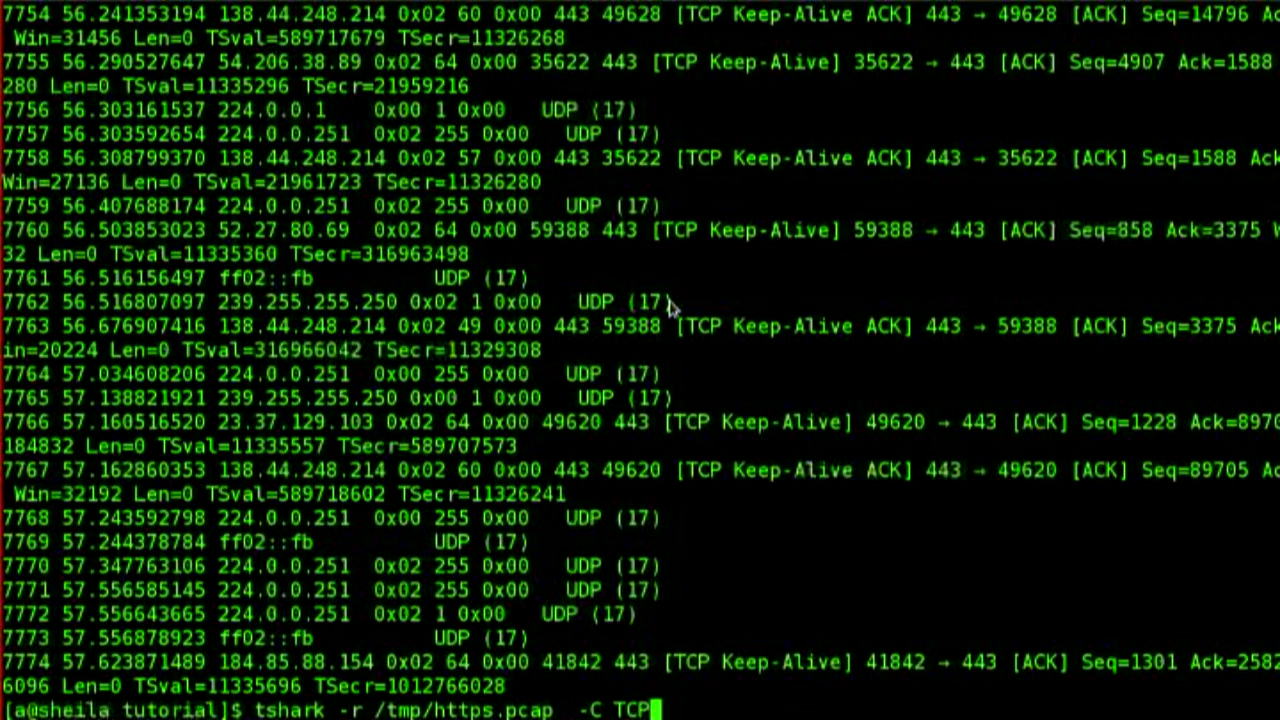 7754 56.241353194 138.44.248.214 0x02 60 0x00 443 49628 [TCP Keep-Alive ACK] 443 → 49628 [ACK] Seq=14796 Ac
Win=31456 Len=0 TSval=589717679 TSecr=11326268
7755 56.290527647 54.206.38.89 0x02 64 0x00 35622 443 [TCP Keep-Alive] 35622 → 443 [ACK] Seq=4907 Ack=1588
280 Len=0 TSval=11335296 TSecr=21959216
7756 56.303161537 224.0.0.1    0x00 1 0x00   UDP (17)
7757 56.303592654 224.0.0.251  0x02 255 0x00   UDP (17)
7758 56.308799370 138.44.248.214 0x02 57 0x00 443 35622 [TCP Keep-Alive ACK] 443 → 35622 [ACK] Seq=1588 Ack
Win=27136 Len=0 TSval=21961723 TSecr=11326280
7759 56.407688174 224.0.0.251  0x02 255 0x00   UDP (17)
7760 56.503853023 52.27.80.69  0x02 64 0x00 59388 443 [TCP Keep-Alive] 59388 → 443 [ACK] Seq=858 Ack=3375 W
32 Len=0 TSval=11335360 TSecr=316963498
7761 56.516156497 ff02::fb          UDP (17)
7762 56.516807097 239.255.255.250 0x02 1 0x00   UDP (17)
7763 56.676907416 138.44.248.214 0x02 49 0x00 443 59388 [TCP Keep-Alive ACK] 443 → 59388 [ACK] Seq=3375 Ack
in=20224 Len=0 TSval=316966042 TSecr=11329308
7764 57.034608206 224.0.0.251  0x00 255 0x00   UDP (17)
7765 57.138821921 239.255.255.250 0x00 1 0x00   UDP (17)
7766 57.160516520 23.37.129.103 0x02 64 0x00 49620 443 [TCP Keep-Alive] 49620 → 443 [ACK] Seq=1228 Ack=8970
184832 Len=0 TSval=11335557 TSecr=589707573
7767 57.162860353 138.44.248.214 0x02 60 0x00 443 49620 [TCP Keep-Alive ACK] 443 → 49620 [ACK] Seq=89705 Ac
Win=32192 Len=0 TSval=589718602 TSecr=11326241
7768 57.243592798 224.0.0.251  0x00 255 0x00   UDP (17)
7769 57.244378784 ff02::fb          UDP (17)
7770 57.347763106 224.0.0.251  0x02 255 0x00   UDP (17)
7771 57.556585145 224.0.0.251  0x02 255 0x00   UDP (17)
7772 57.556643665 224.0.0.251  0x02 1 0x00   UDP (17)
7773 57.556878923 ff02::fb          UDP (17)
7774 57.623871489 184.85.88.154 0x02 64 0x00 41842 443 [TCP Keep-Alive] 41842 → 443 [ACK] Seq=1301 Ack=2582
6096 Len=0 TSval=11335696 TSecr=1012766028
[a@sheila tutorial]$ tshark -r /tmp/https.pcap  -C TCP